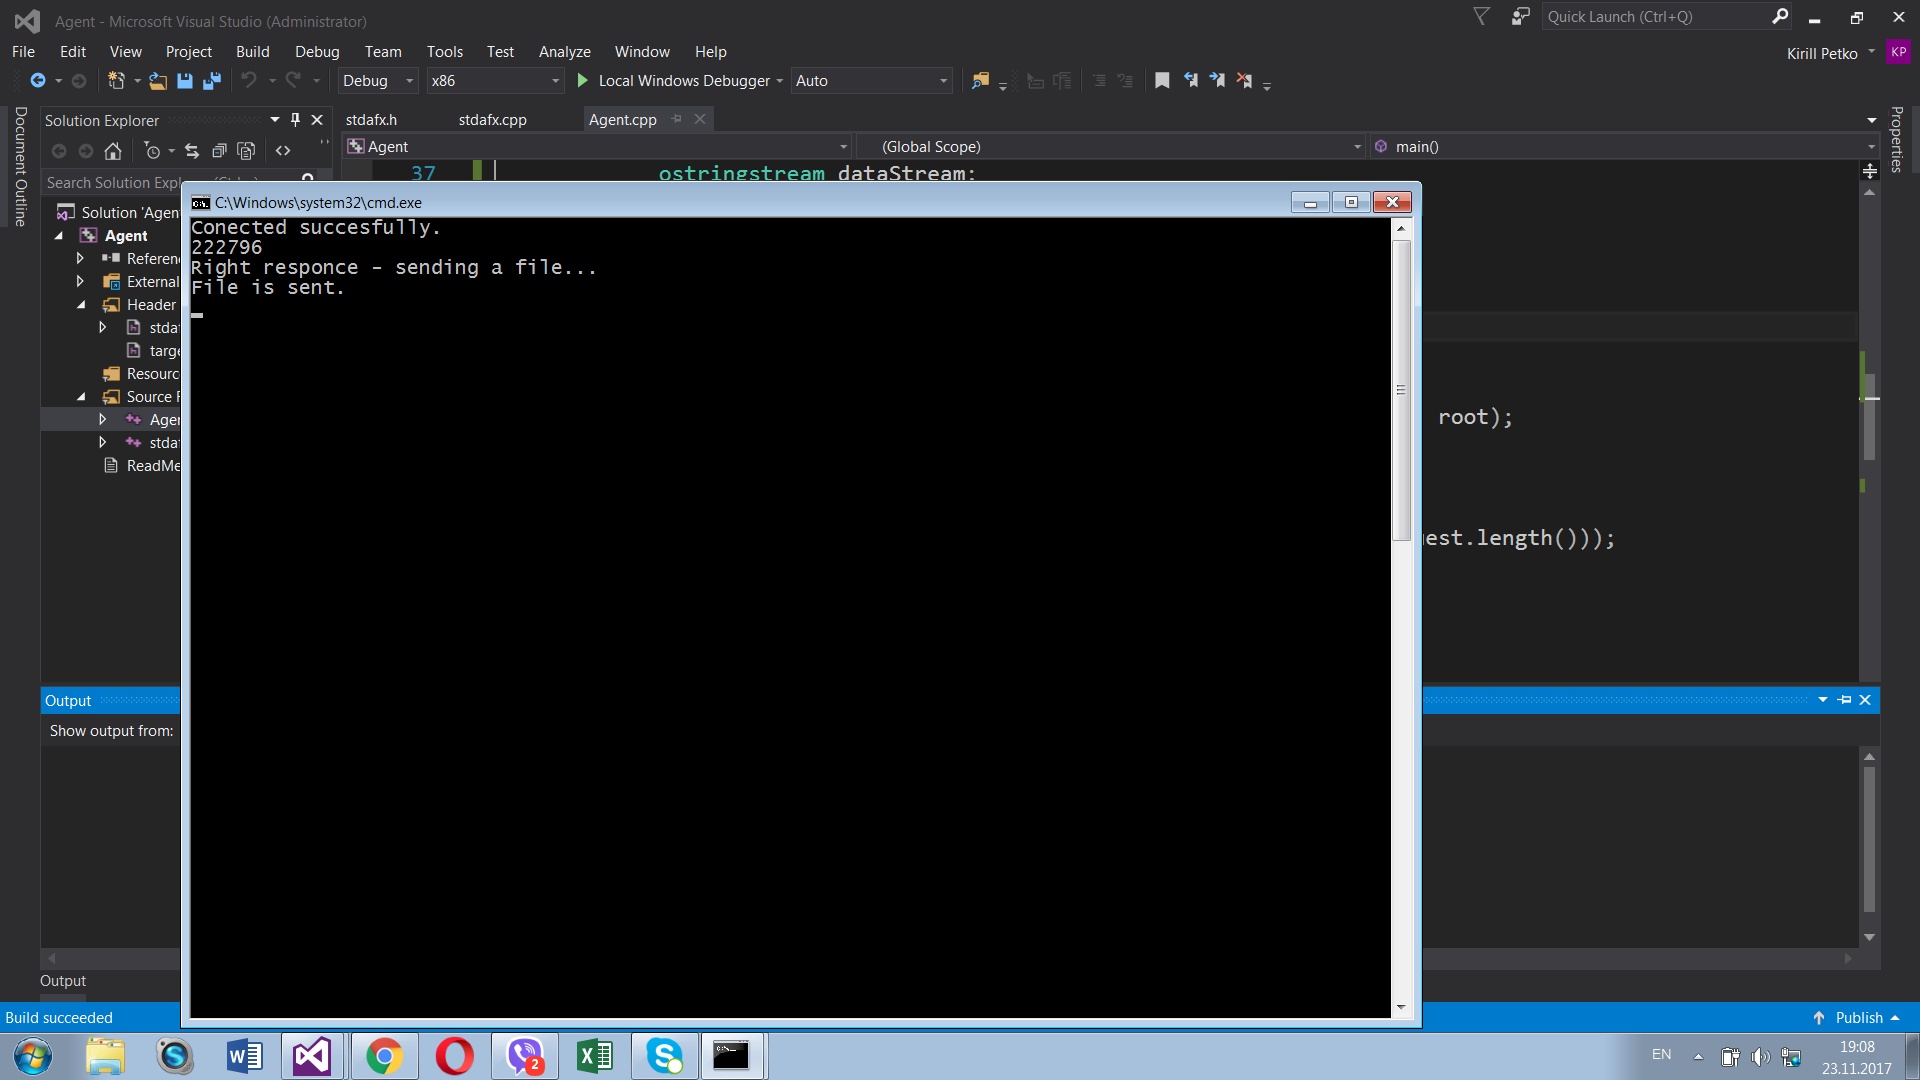 Agent - Microsoft Visual Studio (Administrator)
Quick Launch (Ctrl+Q)
File Edit View Project Build Debug Team Tools Test Analyze Window Help
Kirill Petko KP
Debug x86 Local Windows Debugger Auto
Document Outline
Solution Explorer
stdafx.h stdafx.cpp Agent.cpp
Properties
Agent (Global Scope) main()
37 ostringstream dataStream;
Search Solution Expl
Solution 'Agen
Agent
Referen
External
Header
stda
targe
Resourc
Source F
Agen
stda
ReadMe
C:\Windows\system32\cmd.exe
Conected succesfully.
222796
Right responce - sending a file...
File is sent.
root);
est.length()));
Output
Show output from:
Output
Build succeeded
Publish
2
EN
19:08
23.11.2017